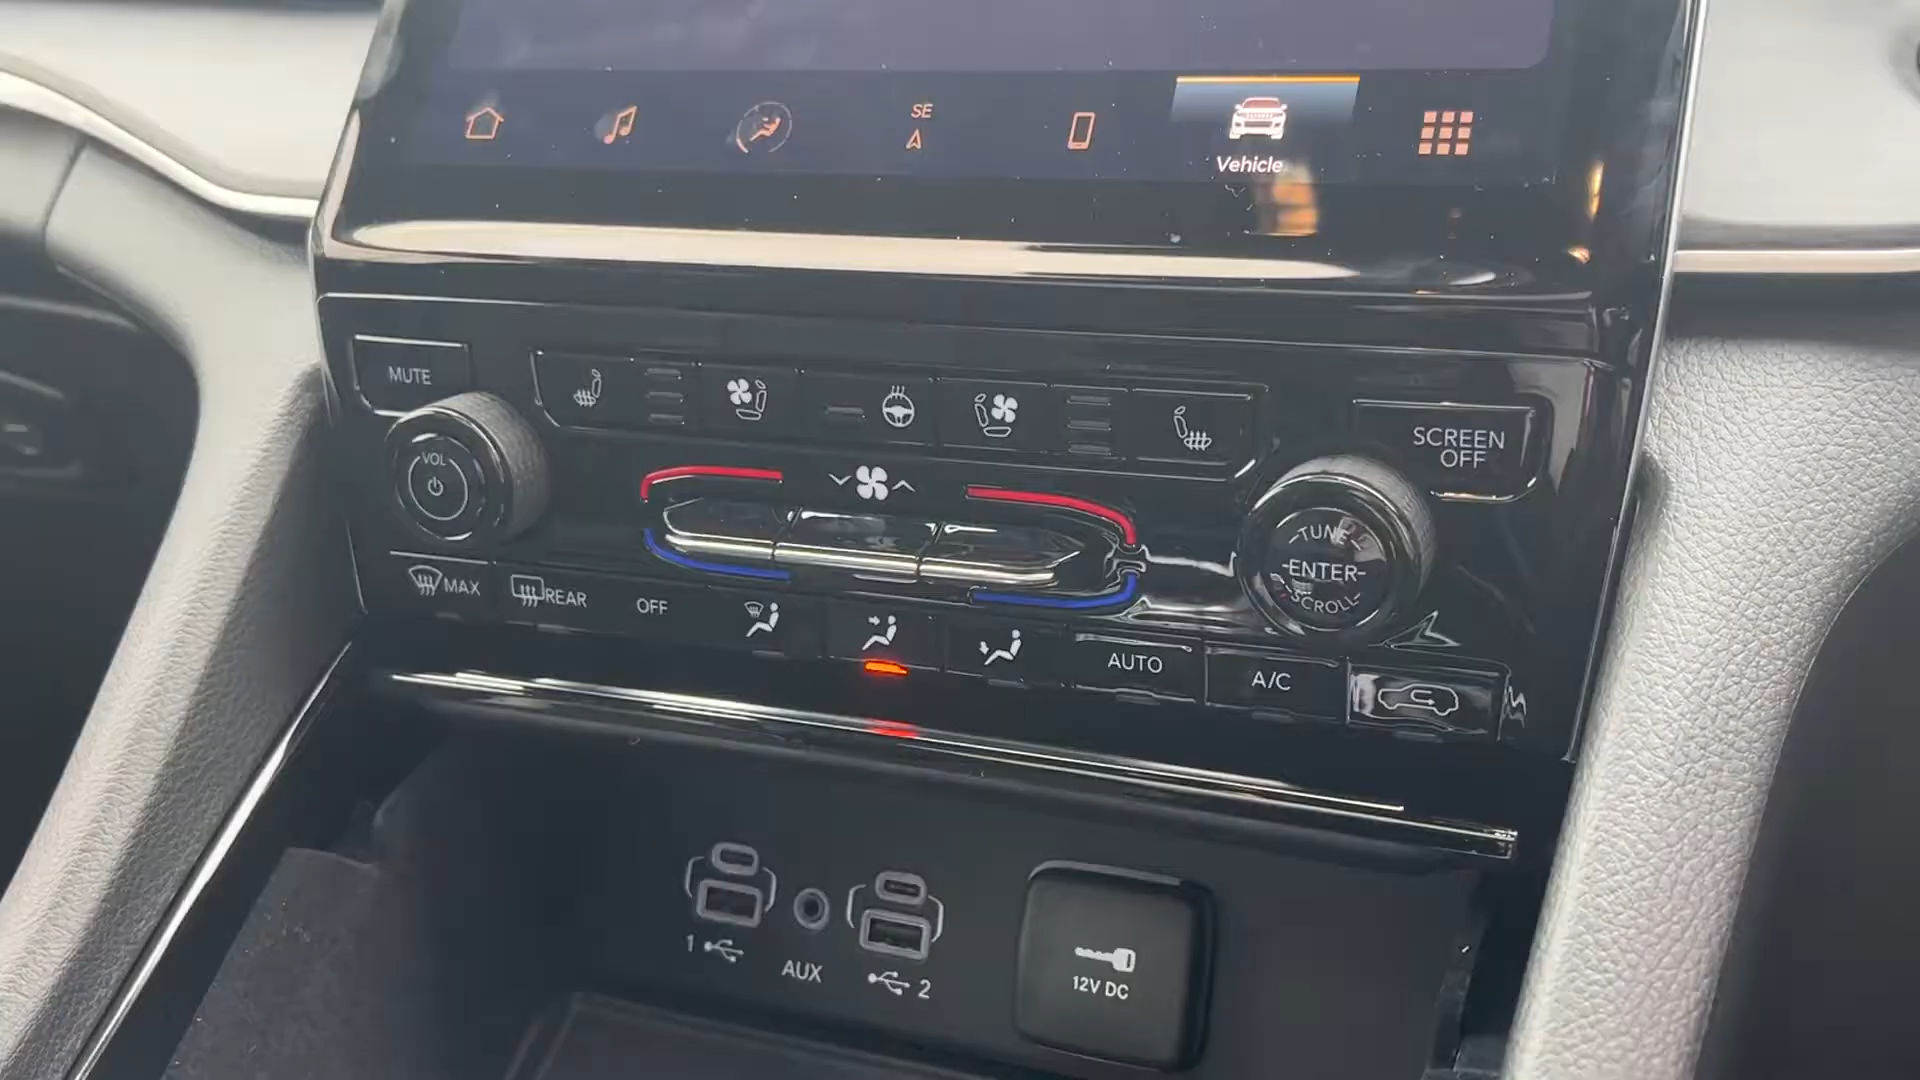 SE
Vehicle
MUTE
SCREEN
OFF
VOL
TUNE
ENTER
SCROLL
MAX
REAR
OFF
AUTO
A/C
1
AUX
2
12V DC